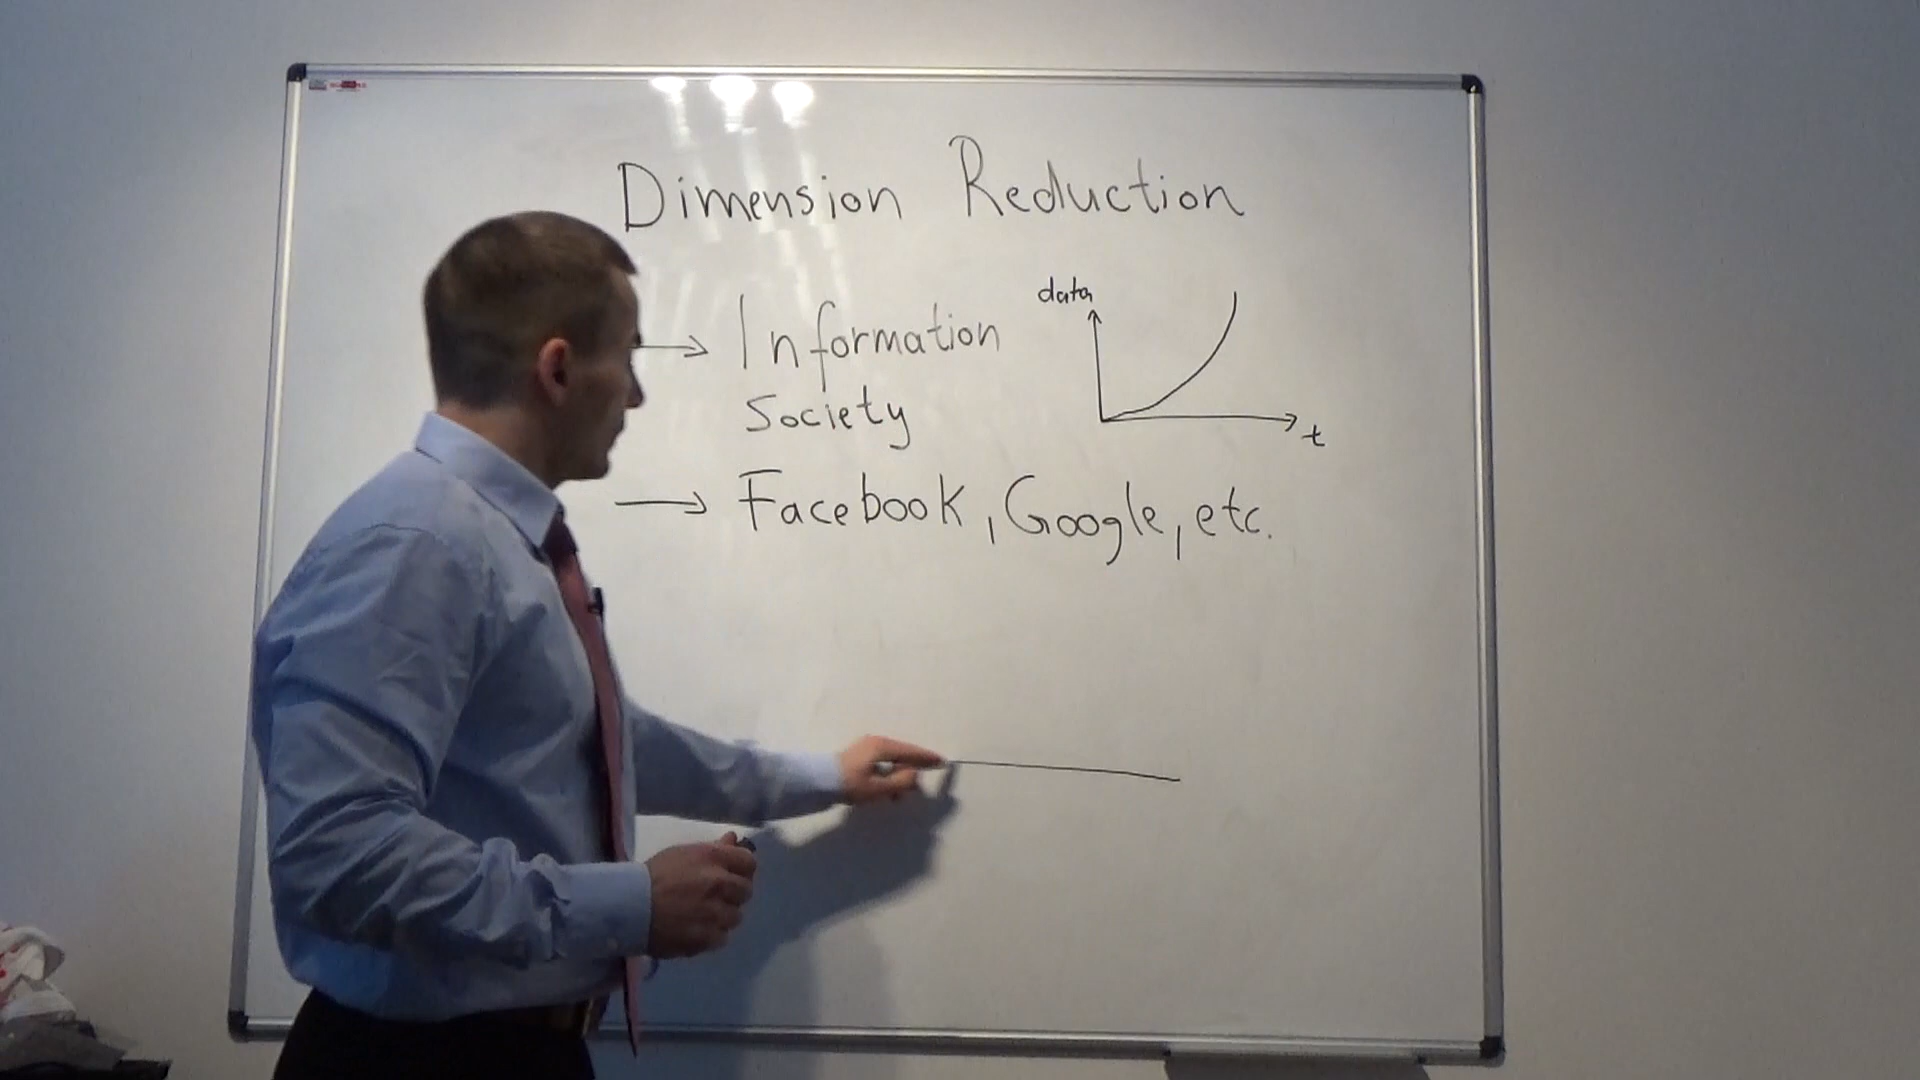 Dimension Reduction
data
→ Information
Society
t
→ Facebook, Google, etc.